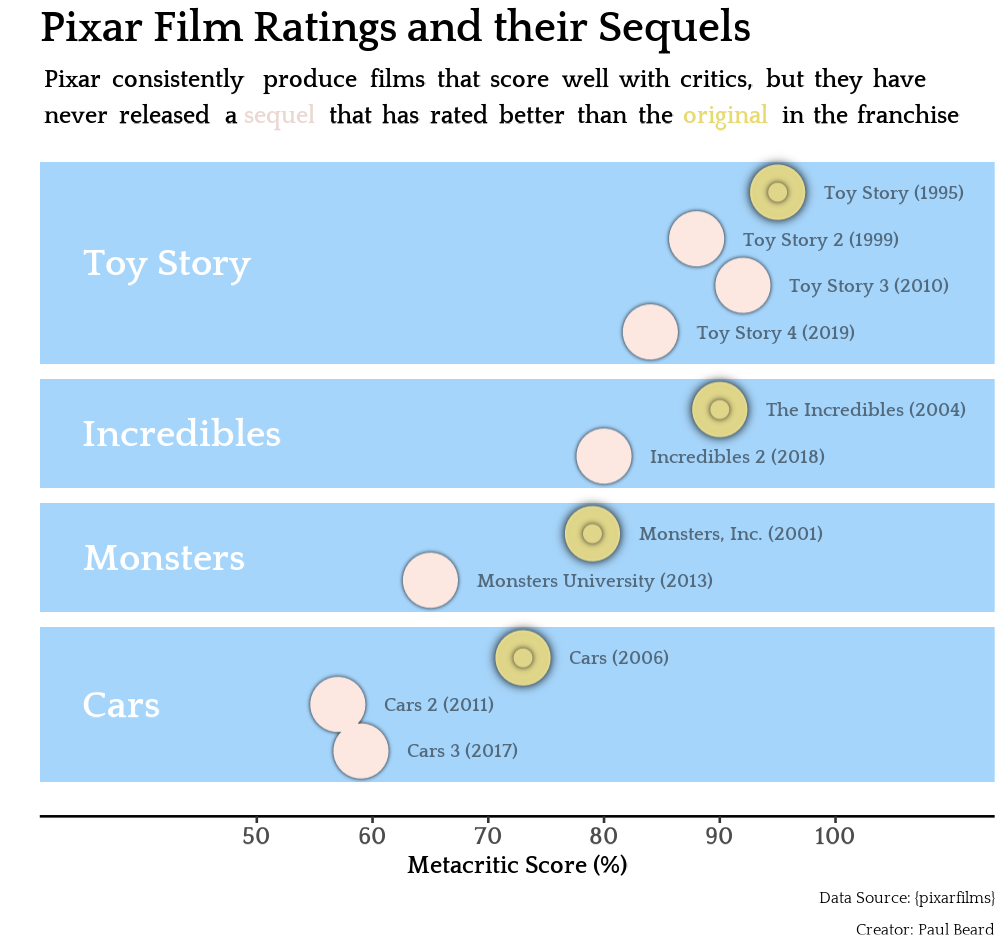 Pixar Film Ratings and their Sequels
Pixar consistently produce films that score well with critics, but they have
never released a sequel that has rated better than the original in the franchise
Toy Story
Toy Story (1995)
Toy Story 2 (1999)
Toy Story 3 (2010)
Toy Story 4 (2019)
Incredibles
The Incredibles (2004)
Incredibles 2 (2018)
Monsters
Monsters, Inc. (2001)
Monsters University (2013)
Cars
Cars (2006)
Cars 2 (2011)
Cars 3 (2017)
50 60 70 80 90 100
Metacritic Score (%)
Data Source: {pixarfilms}
Creator: Paul Beard